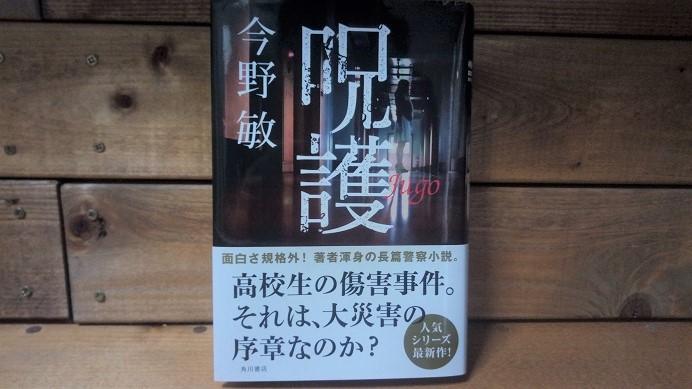 今野 敏
呪護
Jugo
面白さ規格外！著者渾身の長篇警察小説。
高校生の傷害事件。
それは、大災害の
序章なのか？
人気
シリーズ
最新作！
角川書店